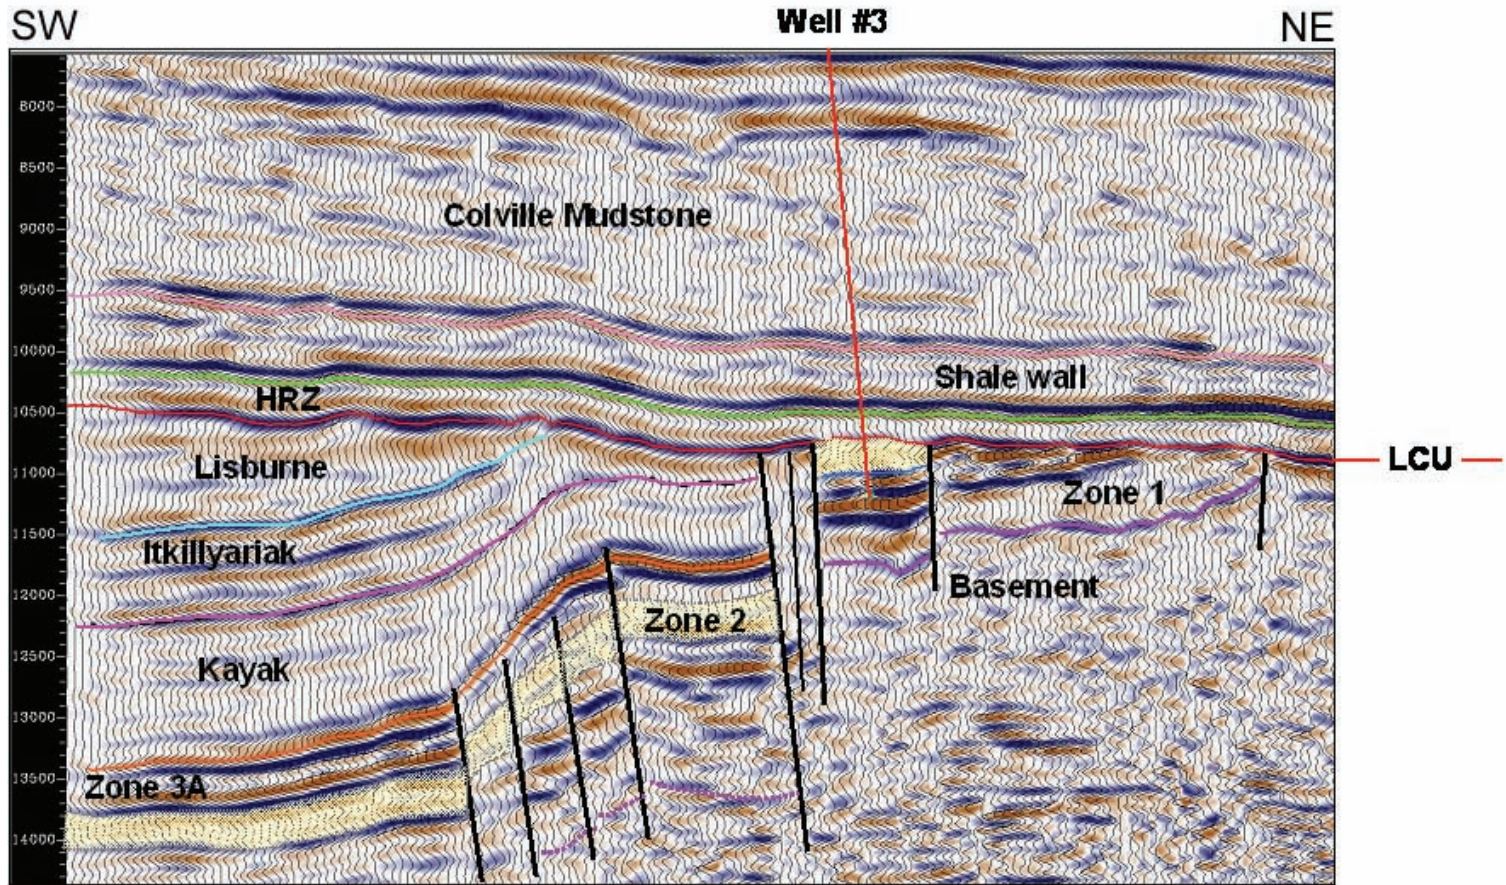 SW
Well #3
NE
8000
8500
Colville Mudstone
9000
9500
10000
Shale wall
HRZ
10500
LCU
Lisburne
11000
Zone 1
11500
Itkillyariak
Basement
12000
Zone 2
12500
Kayak
13000
13500
Zone 3A
14000